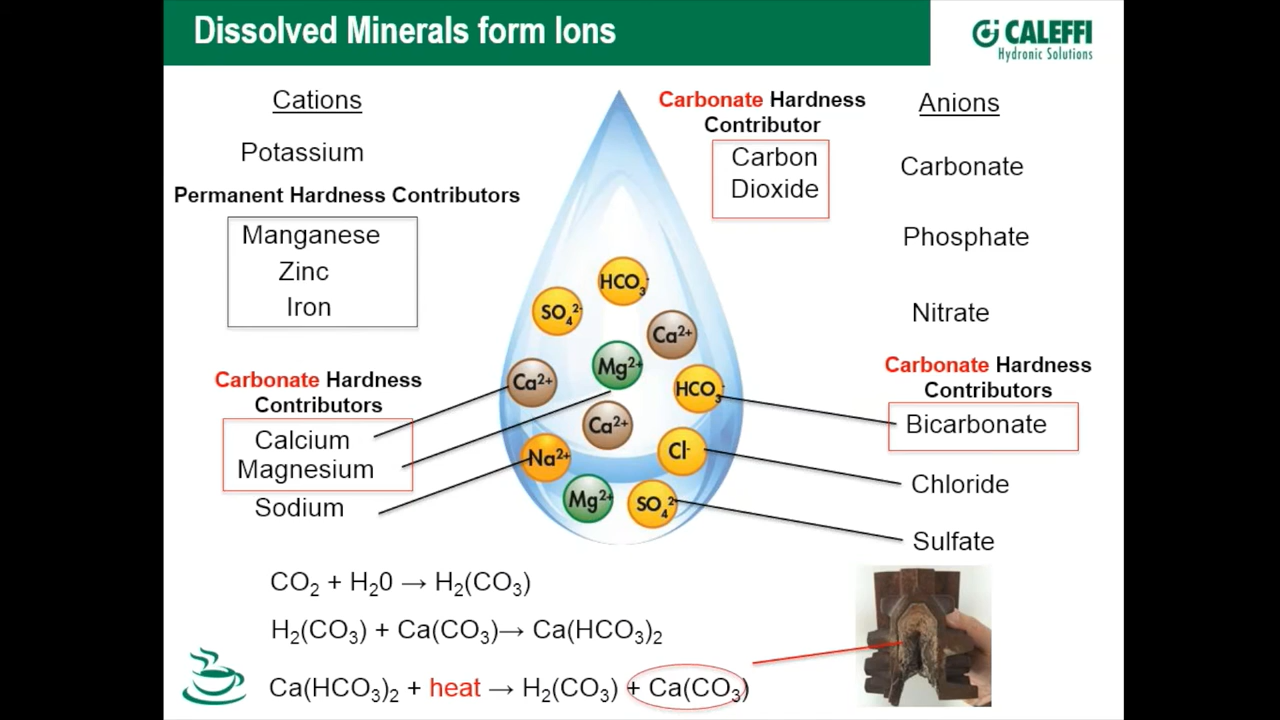 Dissolved Minerals form Ions
CALEFFI
Hydronic Solutions
Cations
Potassium
Permanent Hardness Contributors
Manganese
Zinc
Iron
Carbonate Hardness
Contributors
Calcium
Magnesium
Sodium
Carbonate Hardness
Contributor
Carbon
Dioxide
Anions
Carbonate
Phosphate
Nitrate
Carbonate Hardness
Contributors
Bicarbonate
Chloride
Sulfate
HCO₃⁻
SO₄²⁻
Ca²⁺
Mg²⁺
Ca²⁺
HCO₃⁻
Ca²⁺
Na²⁺
Cl⁻
Mg²⁺
SO₄²⁻
CO₂ + H₂0 → H₂(CO₃)
H₂(CO₃) + Ca(CO₃)→ Ca(HCO₃)₂
Ca(HCO₃)₂ + heat → H₂(CO₃) + Ca(CO₃)